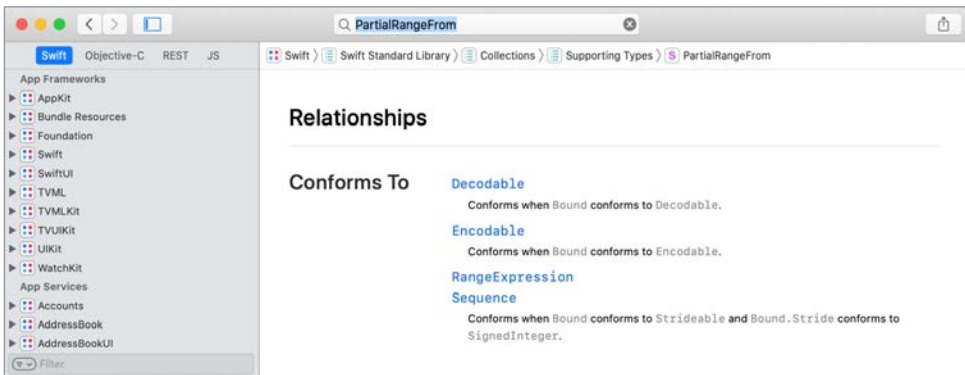 PartialRangeFrom
Swift Objective-C REST JS
Swift Swift Standard Library Collections Supporting Types S PartialRangeFrom
App Frameworks
AppKit
Bundle Resources
Foundation
Swift
SwiftUI
TVML
TVMLKit
TVUIKit
UIKit
WatchKit
App Services
Accounts
AddressBook
AddressBookUI
Filter
Relationships
Conforms To
Decodable
Conforms when Bound conforms to Decodable.
Encodable
Conforms when Bound conforms to Encodable.
RangeExpression
Sequence
Conforms when Bound conforms to Strideable and Bound.Stride conforms to
SignedInteger.